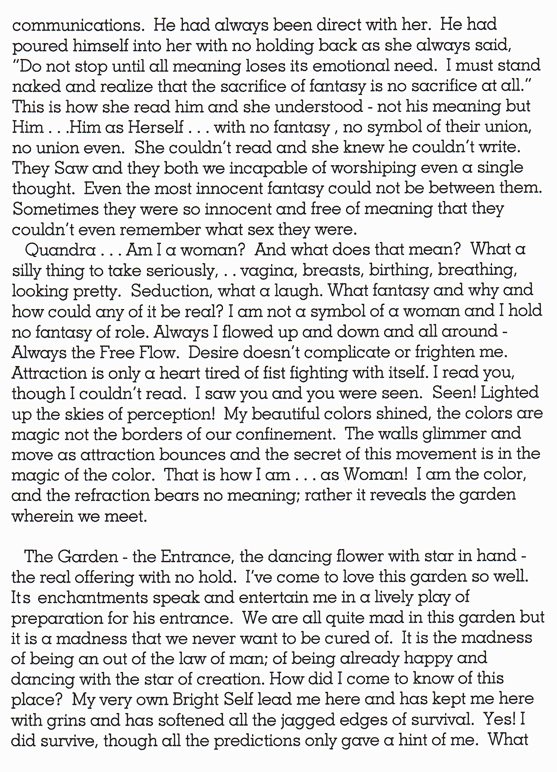 communications.  He had always been direct with her.  He had
poured himself into her with no holding back as she always said,
"Do not stop until all meaning loses its emotional need.  I must stand
naked and realize that the sacrifice of fantasy is no sacrifice at all."
This is how she read him and she understood - not his meaning but
Him . . .Him as Herself . . . with no fantasy , no symbol of their union,
no union even.  She couldn't read and she knew he couldn't write.
They Saw and they both we incapable of worshiping even a single
thought.  Even the most innocent fantasy could not be between them.
Sometimes they were so innocent and free of meaning that they
couldn't even remember what sex they were.
Quandra . . . Am I a woman?  And what does that mean?  What a
silly thing to take seriously, . . vagina, breasts, birthing, breathing,
looking pretty.  Seduction, what a laugh. What fantasy and why and
how could any of it be real? I am not a symbol of a woman and I hold
no fantasy of role. Always I flowed up and down and all around -
Always the Free Flow.  Desire doesn't complicate or frighten me.
Attraction is only a heart tired of fist fighting with itself. I read you,
though I couldn't read.  I saw you and you were seen.  Seen! Lighted
up the skies of perception!  My beautiful colors shined, the colors are
magic not the borders of our confinement.  The walls glimmer and
move as attraction bounces and the secret of this movement is in the
magic of the color.  That is how I am . . . as Woman!  I am the color,
and the refraction bears no meaning; rather it reveals the garden
wherein we meet.
The Garden - the Entrance, the dancing flower with star in hand -
the real offering with no hold.  I've come to love this garden so well.
Its  enchantments speak and entertain me in a lively play of
preparation for his entrance.  We are all quite mad in this garden but
it is a madness that we never want to be cured of.  It is the madness
of being an out of the law of man; of being already happy and
dancing with the star of creation. How did I come to know of this
place?  My very own Bright Self lead me here and has kept me here
with grins and has softened all the jagged edges of survival.  Yes! I
did survive, though all the predictions only gave a hint of me.  What